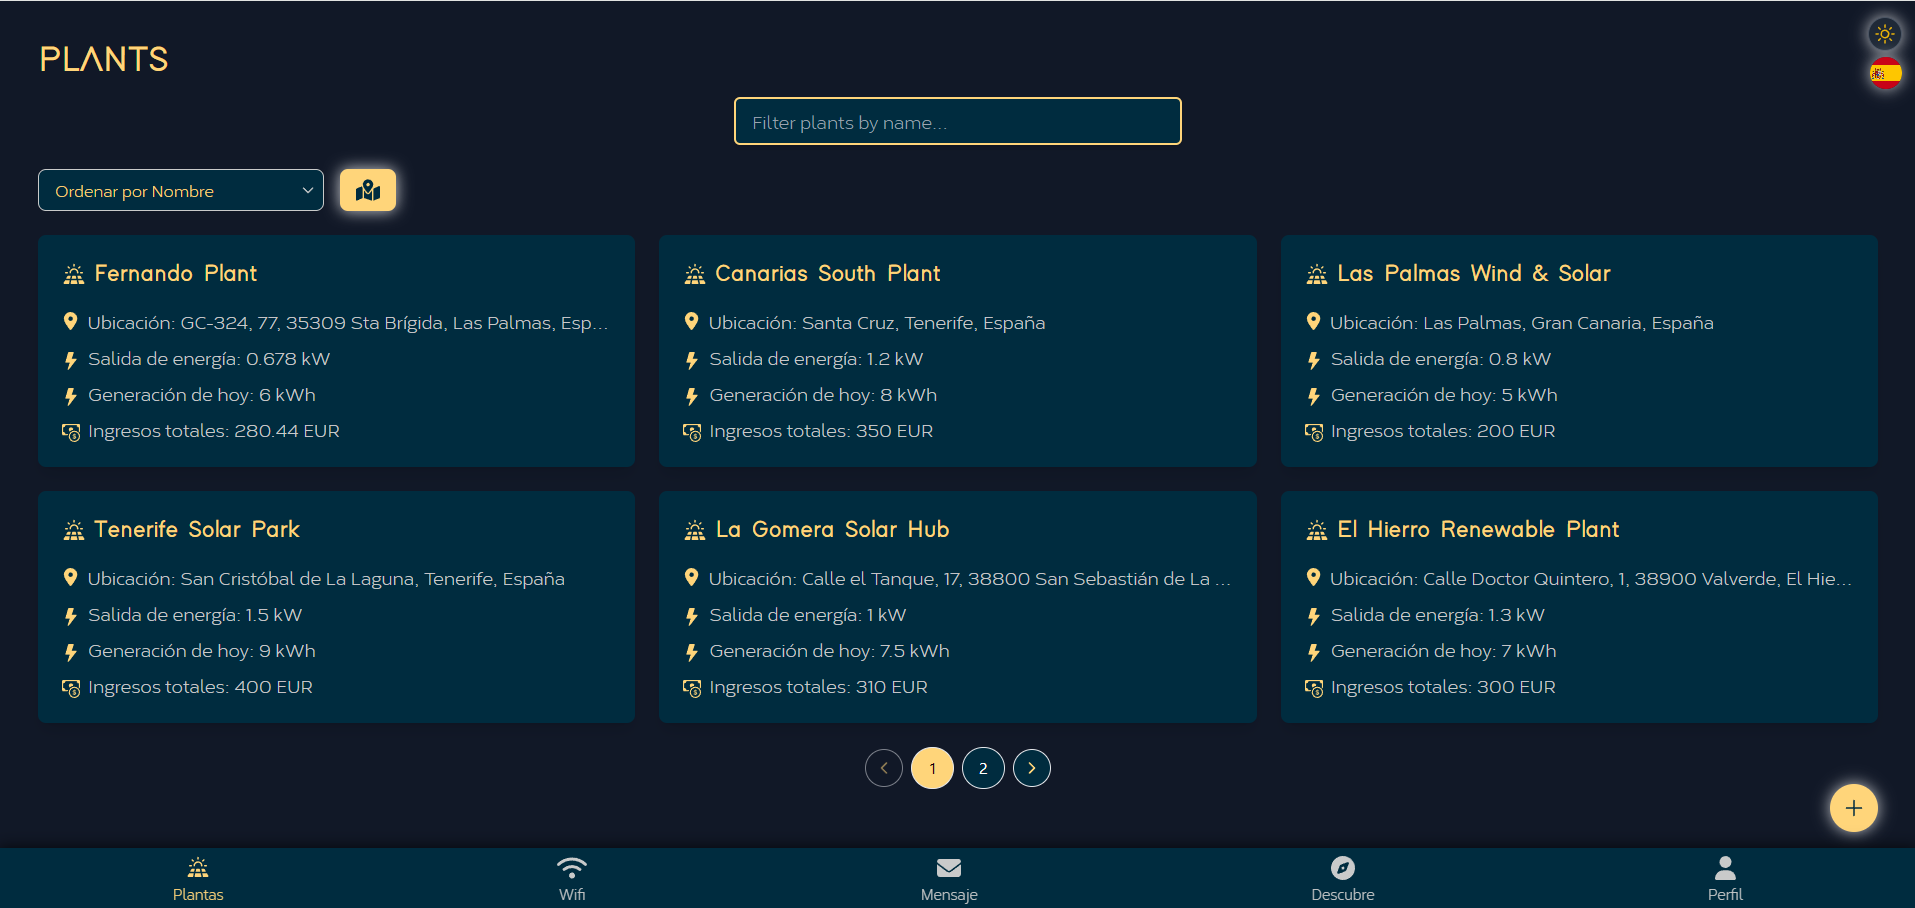 PLANTS
Filter plants by name...
Ordenar por Nombre
Fernando Plant
Ubicación: GC-324, 77, 35309 Sta Brígida, Las Palmas, Esp...
Salida de energía: 0.678 kW
Generación de hoy: 6 kWh
Ingresos totales: 280.44 EUR
Canarias South Plant
Ubicación: Santa Cruz, Tenerife, España
Salida de energía: 1.2 kW
Generación de hoy: 8 kWh
Ingresos totales: 350 EUR
Las Palmas Wind & Solar
Ubicación: Las Palmas, Gran Canaria, España
Salida de energía: 0.8 kW
Generación de hoy: 5 kWh
Ingresos totales: 200 EUR
Tenerife Solar Park
Ubicación: San Cristóbal de La Laguna, Tenerife, España
Salida de energía: 1.5 kW
Generación de hoy: 9 kWh
Ingresos totales: 400 EUR
La Gomera Solar Hub
Ubicación: Calle el Tanque, 17, 38800 San Sebastián de La ...
Salida de energía: 1 kW
Generación de hoy: 7.5 kWh
Ingresos totales: 310 EUR
El Hierro Renewable Plant
Ubicación: Calle Doctor Quintero, 1, 38900 Valverde, El Hie...
Salida de energía: 1.3 kW
Generación de hoy: 7 kWh
Ingresos totales: 300 EUR
1 2
Plantas Wifi Mensaje Descubre Perfil